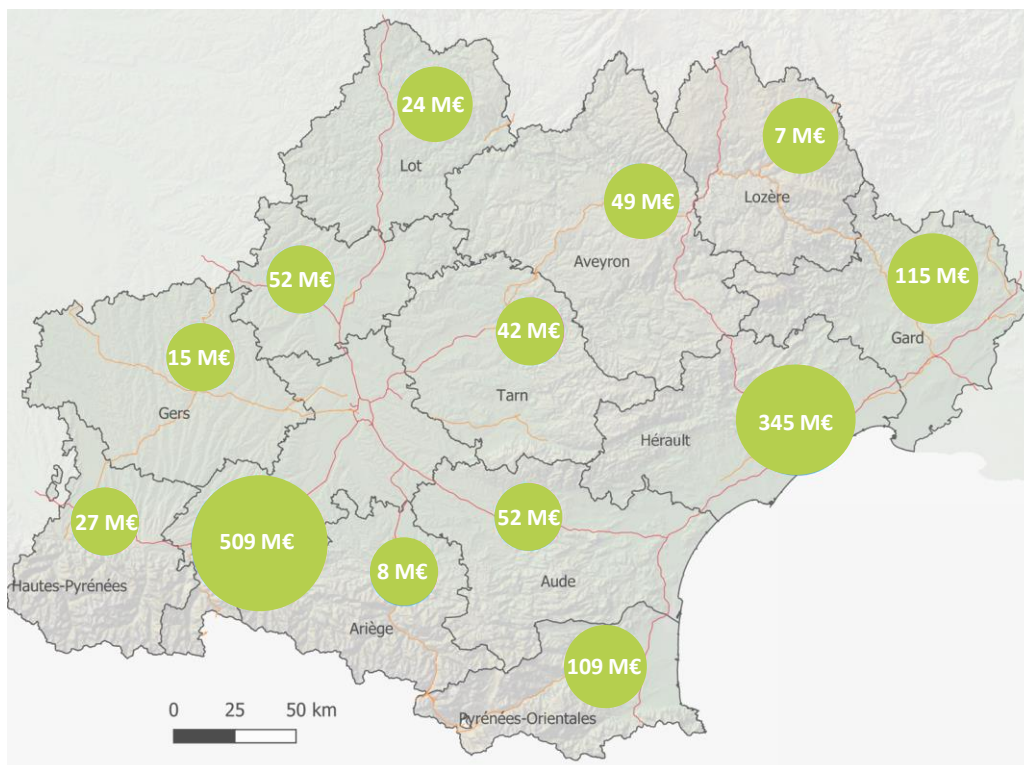 24 M€
7 M€
Lot
49 M€
Lozère
Aveyron
52 M€
115 M€
42 M€
Gard
15 M€
Tarn
Gers
345 M€
Hérault
27 M€
509 M€
52 M€
8 M€
Hautes-Pyrénées
Aude
Ariège
109 M€
Pyrénées-Orientales
0 25 50 km